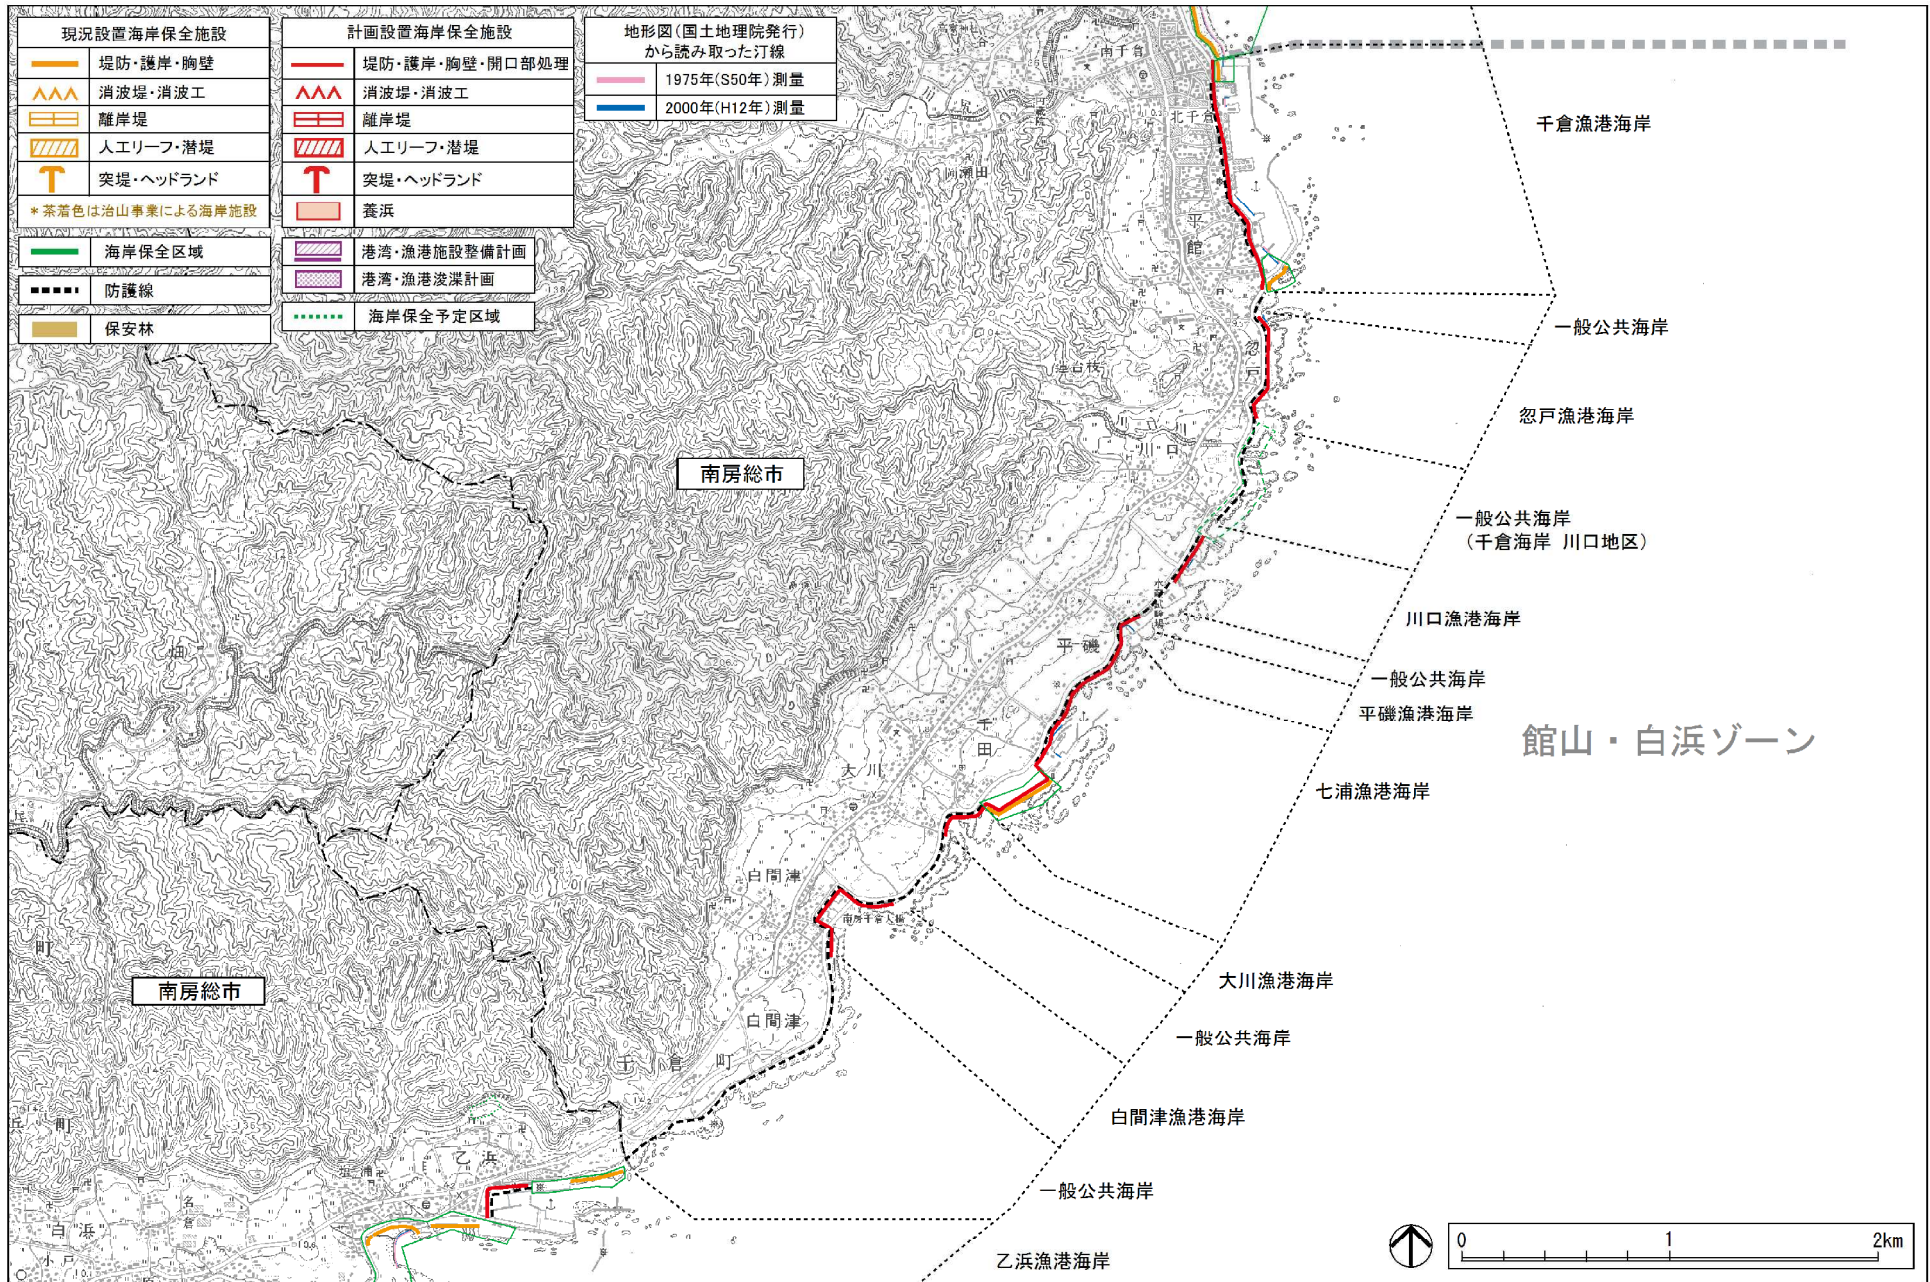 現況設置海岸保全施設
堤防・護岸・胸壁
消波堤・消波工
離岸堤
人工リーフ・潜堤
突堤・ヘッドランド
*茶着色は治山事業による海岸施設
海岸保全区域
防護線
保安林
計画設置海岸保全施設
堤防・護岸・胸壁・開口部処理
消波堤・消波工
離岸堤
人工リーフ・潜堤
突堤・ヘッドランド
養浜
港湾・漁港施設整備計画
港湾・漁港浚渫計画
海岸保全予定区域
地形図(国土地理院発行)
から読み取った汀線
1975年(S50年)測量
2000年(H12年)測量
南千倉
北千倉
平館
忽戸
川口
平磯
千田
大川
白間津
南房千倉大橋
白間津
千倉町
畑
町
乙浜
名倉
白浜
小戸
南房総市
南房総市
千倉漁港海岸
一般公共海岸
忽戸漁港海岸
一般公共海岸
(千倉海岸 川口地区)
川口漁港海岸
一般公共海岸
平磯漁港海岸
館山・白浜ゾーン
七浦漁港海岸
大川漁港海岸
一般公共海岸
白間津漁港海岸
一般公共海岸
乙浜漁港海岸
0 1 2km